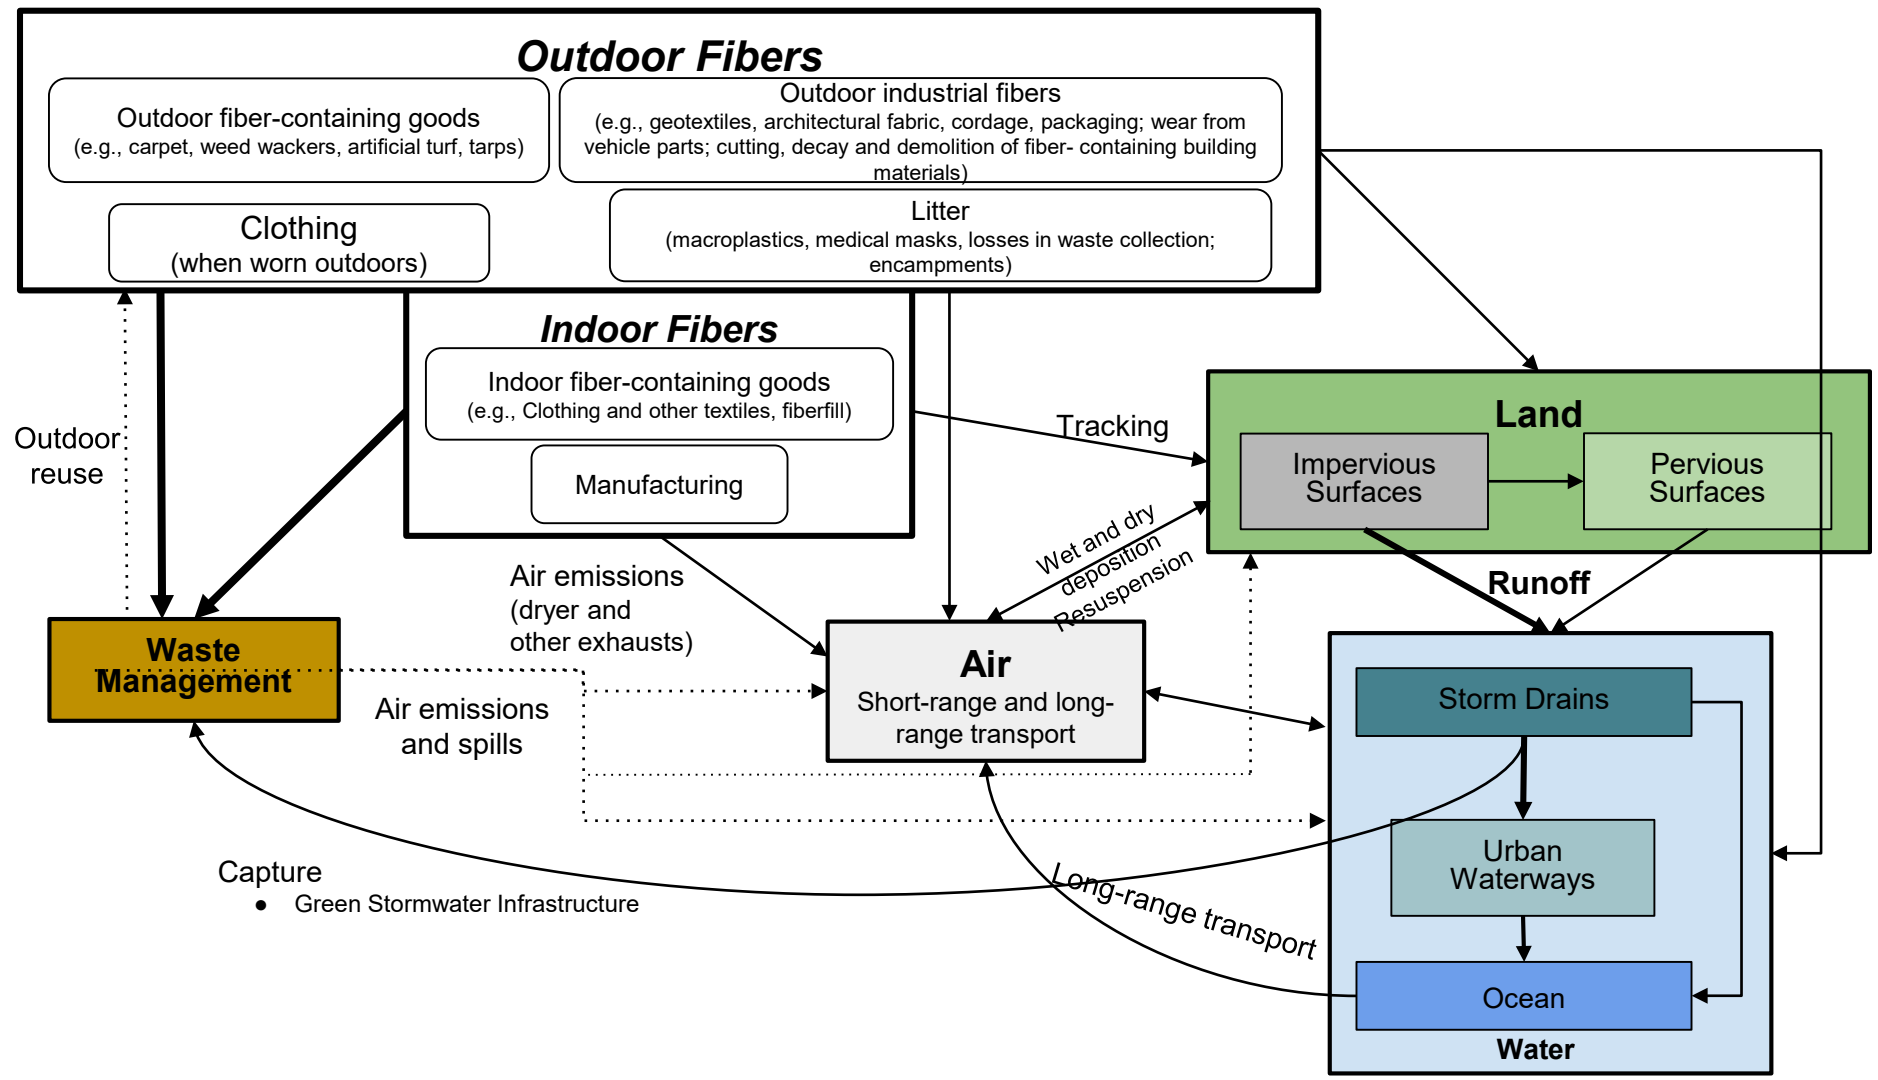 Outdoor Fibers
Outdoor fiber-containing goods
(e.g., carpet, weed wackers, artificial turf, tarps)
Outdoor industrial fibers
(e.g., geotextiles, architectural fabric, cordage, packaging; wear from
vehicle parts; cutting, decay and demolition of fiber- containing building
materials)
Clothing
(when worn outdoors)
Litter
(macroplastics, medical masks, losses in waste collection;
encampments)
Indoor Fibers
Indoor fiber-containing goods
(e.g., Clothing and other textiles, fiberfill)
Manufacturing
Outdoor
reuse
Tracking
Land
Impervious
Surfaces
Pervious
Surfaces
Wet and dry
deposition
Resuspension
Runoff
Air emissions
(dryer and
other exhausts)
Waste
Management
Air emissions
and spills
Air
Short-range and long-
range transport
Storm Drains
Urban
Waterways
Ocean
Water
Capture
● Green Stormwater Infrastructure
Long-range transport